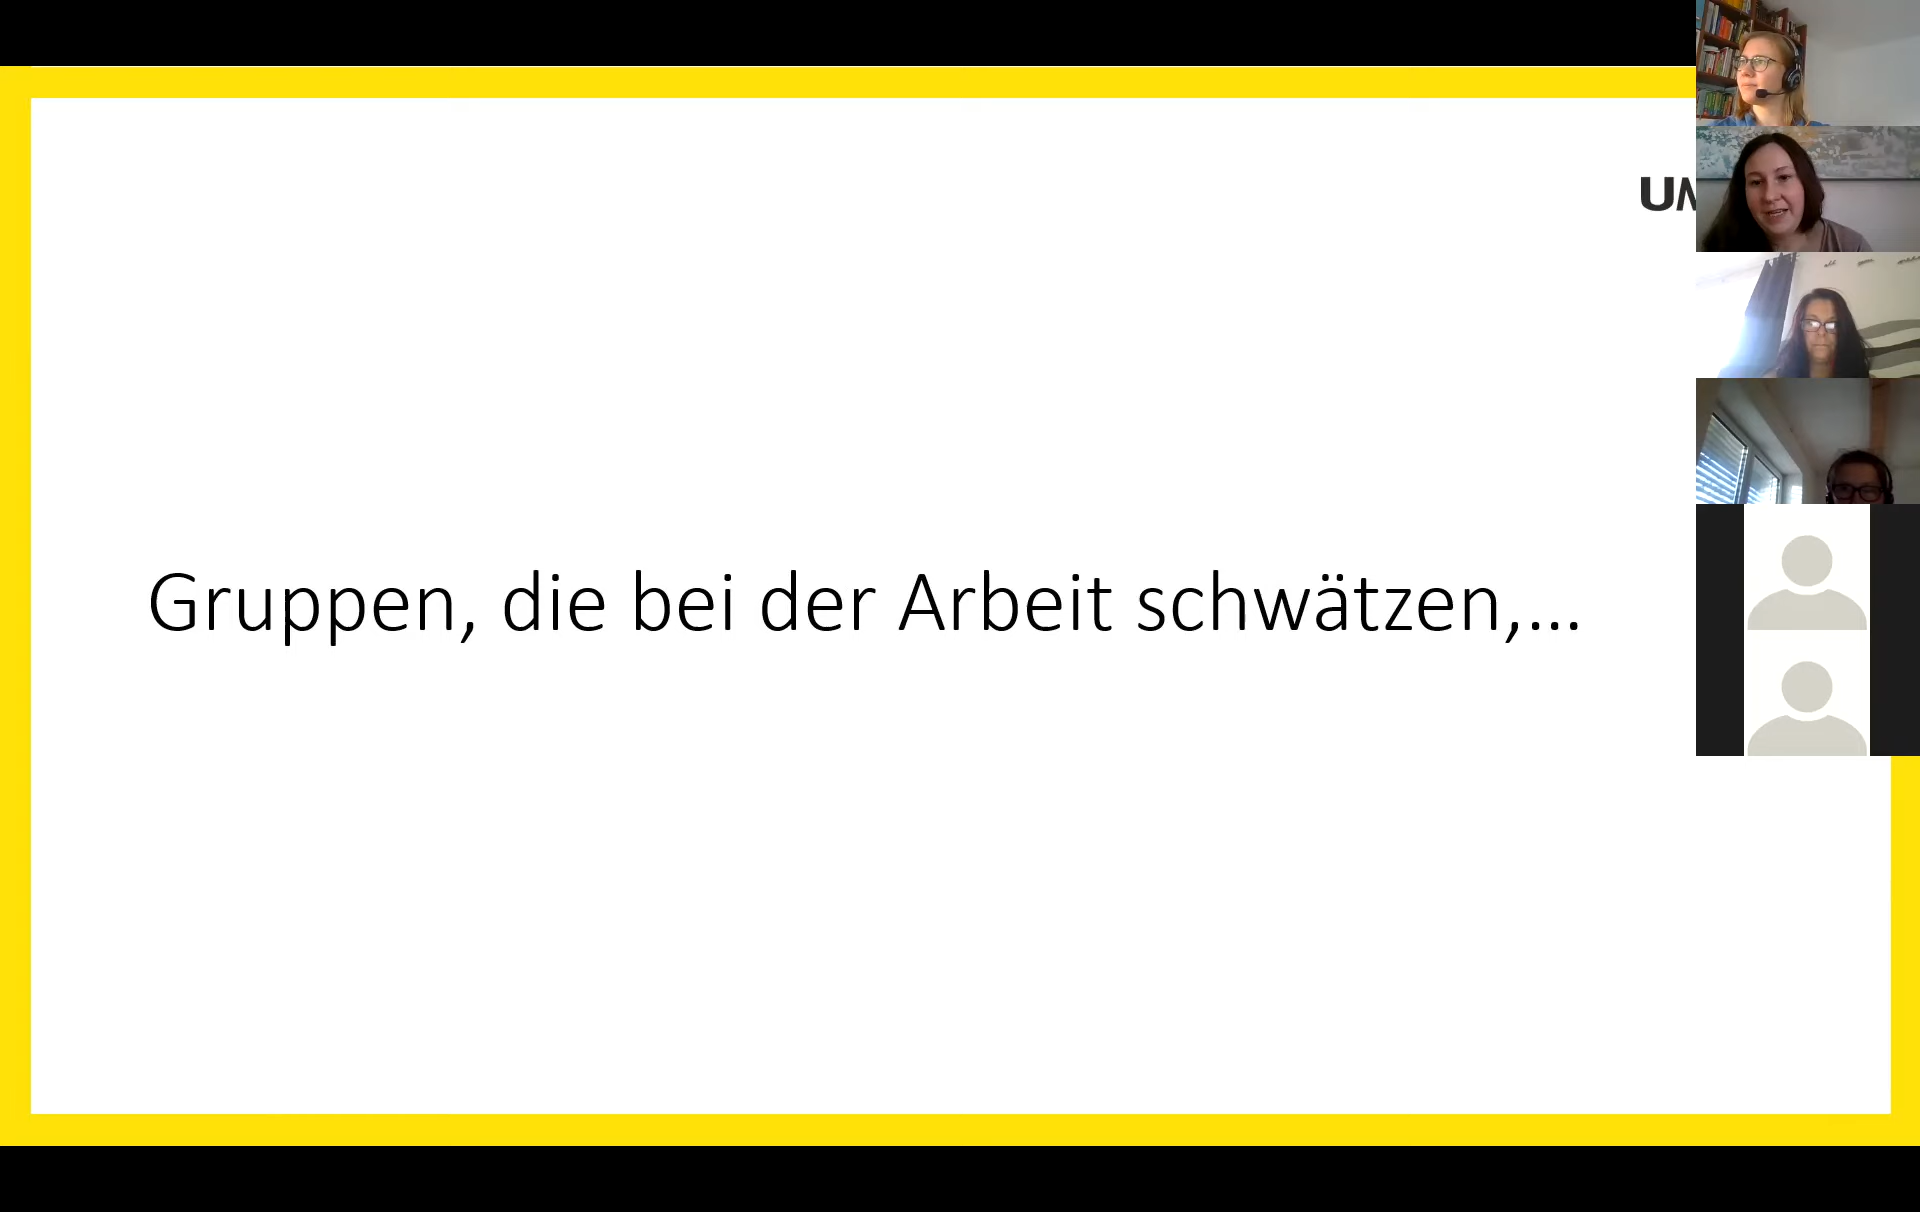 Gruppen, die bei der Arbeit schwätzen,...